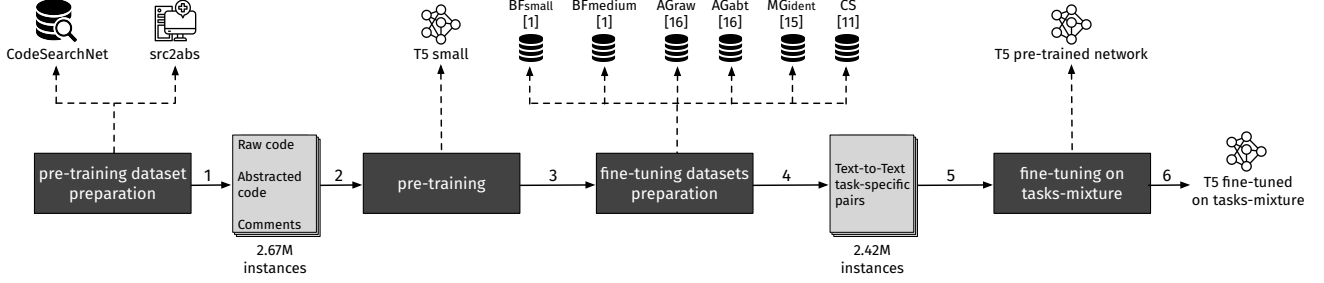 BFsmall
[1]
BFmedium
[1]
AGraw
[16]
AGabt
[16]
MGident
[15]
CS
[11]
CodeSearchNet
src2abs
T5 small
T5 pre-trained network
pre-training dataset
preparation
1
Raw code
Abstracted
code
Comments
2.67M
instances
2
pre-training
3
fine-tuning datasets
preparation
4
Text-to-Text
task-specific
pairs
2.42M
instances
5
fine-tuning on
tasks-mixture
6
T5 fine-tuned
on tasks-mixture